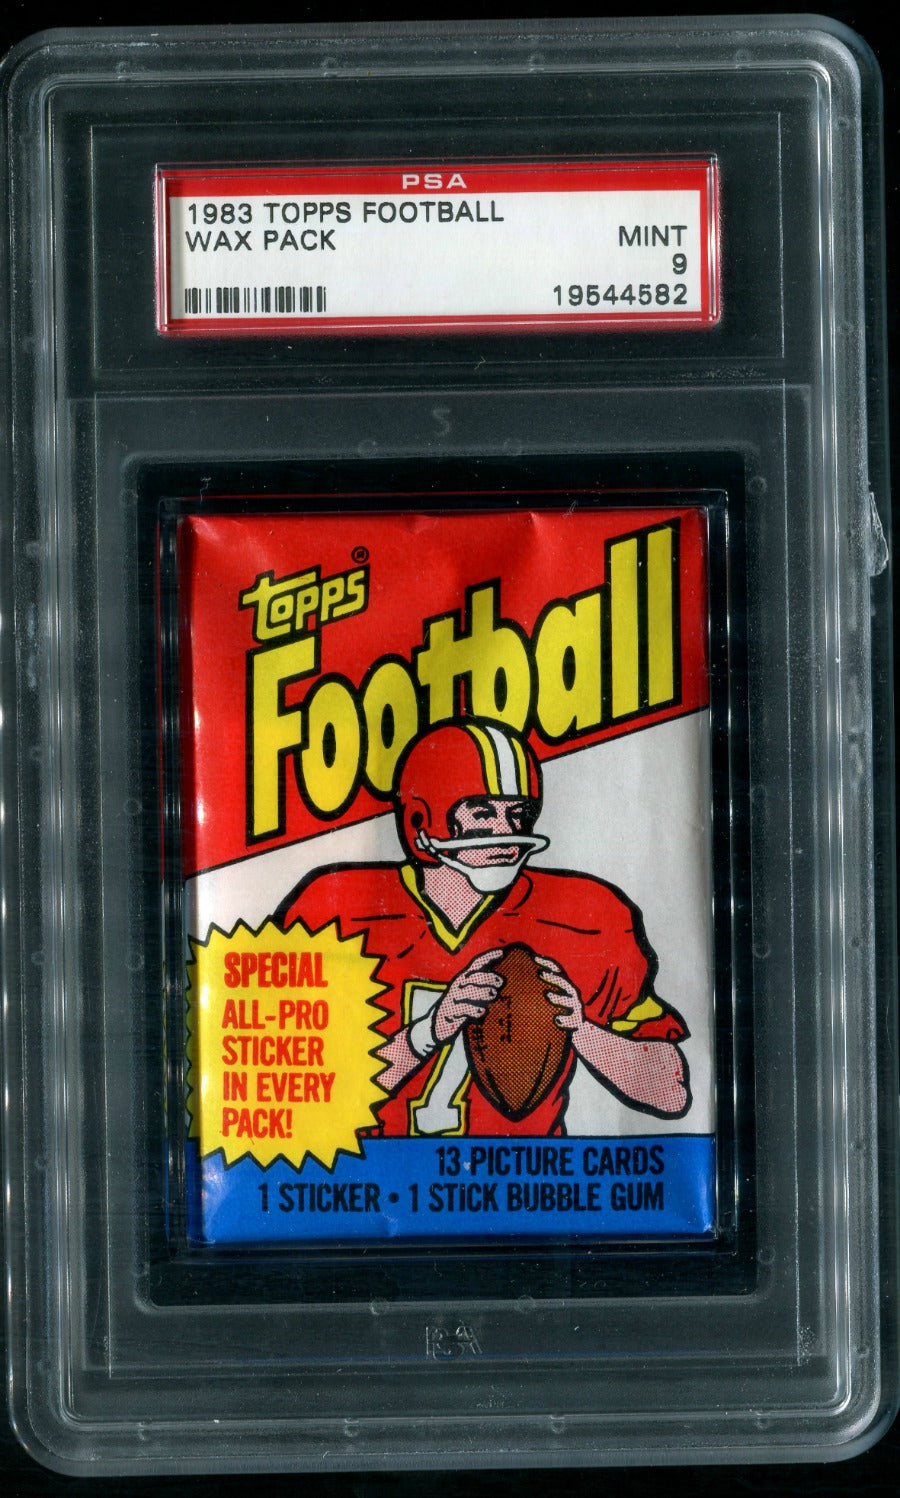 PSA
1983 TOPPS FOOTBALL
WAX PACK
MINT
9
19544582
topps®
Football
SPECIAL
ALL-PRO
STICKER
IN EVERY
PACK!
13 PICTURE CARDS
1 STICKER • 1 STICK BUBBLE GUM
PSA